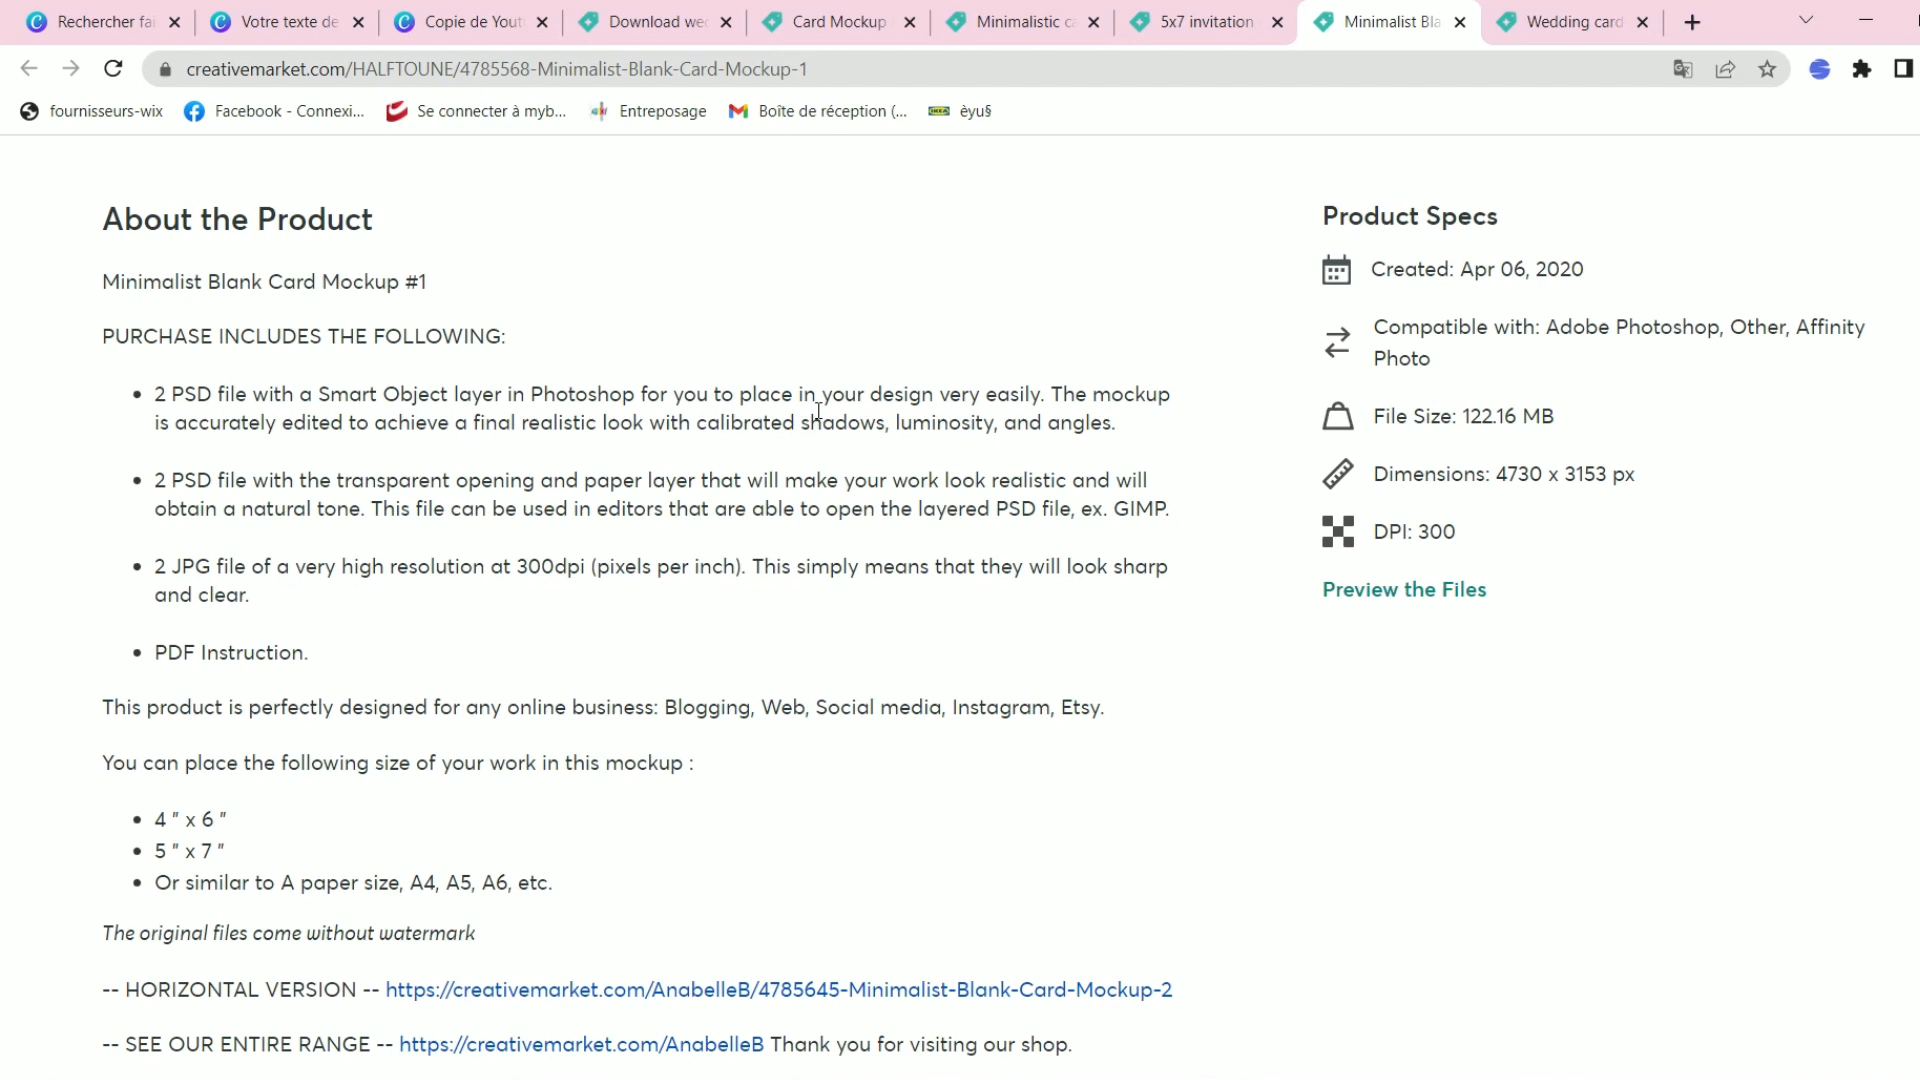 Rechercher fai
Votre texte de
Copie de Yout
Download wed
Card Mockup
Minimalistic ca
5x7 invitation
Minimalist Bla
Wedding card
creativemarket.com/HALFTOUNE/4785568-Minimalist-Blank-Card-Mockup-1
fournisseurs-wix
Facebook - Connexi...
Se connecter à myb...
Entreposage
Boîte de réception (...
IKEA
èyu§
About the Product
Minimalist Blank Card Mockup #1
PURCHASE INCLUDES THE FOLLOWING:
• 2 PSD file with a Smart Object layer in Photoshop for you to place in your design very easily. The mockup
is accurately edited to achieve a final realistic look with calibrated shadows, luminosity, and angles.
• 2 PSD file with the transparent opening and paper layer that will make your work look realistic and will
obtain a natural tone. This file can be used in editors that are able to open the layered PSD file, ex. GIMP.
• 2 JPG file of a very high resolution at 300dpi (pixels per inch). This simply means that they will look sharp
and clear.
• PDF Instruction.
This product is perfectly designed for any online business: Blogging, Web, Social media, Instagram, Etsy.
You can place the following size of your work in this mockup :
• 4 " x 6 "
• 5 " x 7 "
• Or similar to A paper size, A4, A5, A6, etc.
The original files come without watermark
-- HORIZONTAL VERSION -- https://creativemarket.com/AnabelleB/4785645-Minimalist-Blank-Card-Mockup-2
-- SEE OUR ENTIRE RANGE -- https://creativemarket.com/AnabelleB Thank you for visiting our shop.
Product Specs
Created: Apr 06, 2020
Compatible with: Adobe Photoshop, Other, Affinity
Photo
File Size: 122.16 MB
Dimensions: 4730 x 3153 px
DPI: 300
Preview the Files